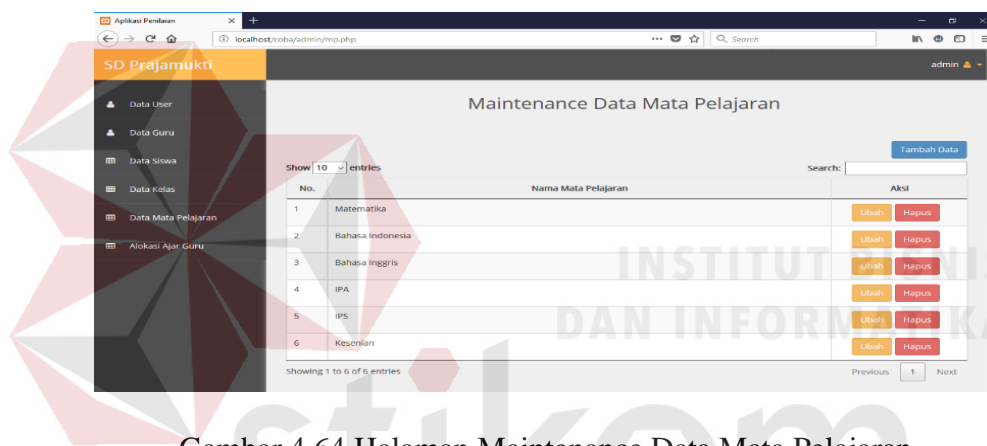 Aplikasi Penilaian
localhost/coba/admin/mp.php
Search
SD Prajamukti
admin
Data User
Data Guru
Data Siswa
Data Kelas
Data Mata Pelajaran
Alokasi Ajar Guru
Maintenance Data Mata Pelajaran
Tambah Data
Show 10 entries
Search:
No. Nama Mata Pelajaran Aksi
1 Matematika Ubah Hapus
2 Bahasa Indonesia Ubah Hapus
3 Bahasa Inggris Ubah Hapus
4 IPA Ubah Hapus
5 IPS Ubah Hapus
6 Kesenian Ubah Hapus
Showing 1 to 6 of 6 entries
Previous 1 Next
INSTITUT BISNIS
DAN INFORMATIKA
stikom
Gambar 4.64 Halaman Maintenance Data Mata Pelajaran